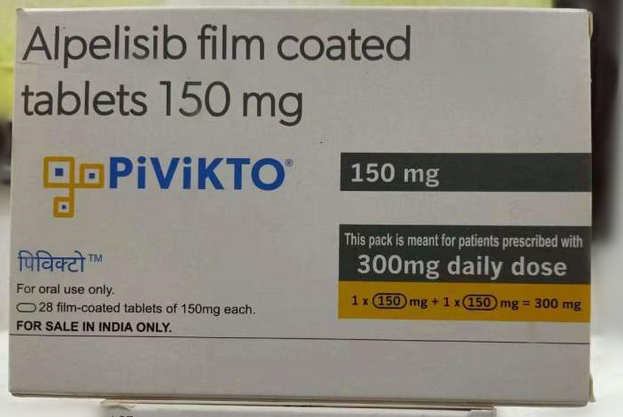 Alpelisib film coated
tablets 150 mg
PiViKTO®
150 mg
This pack is meant for patients prescribed with
300mg daily dose
1 x 150 mg + 1 x 150 mg = 300 mg
पिविक्टो™
For oral use only.
28 film-coated tablets of 150mg each.
FOR SALE IN INDIA ONLY.